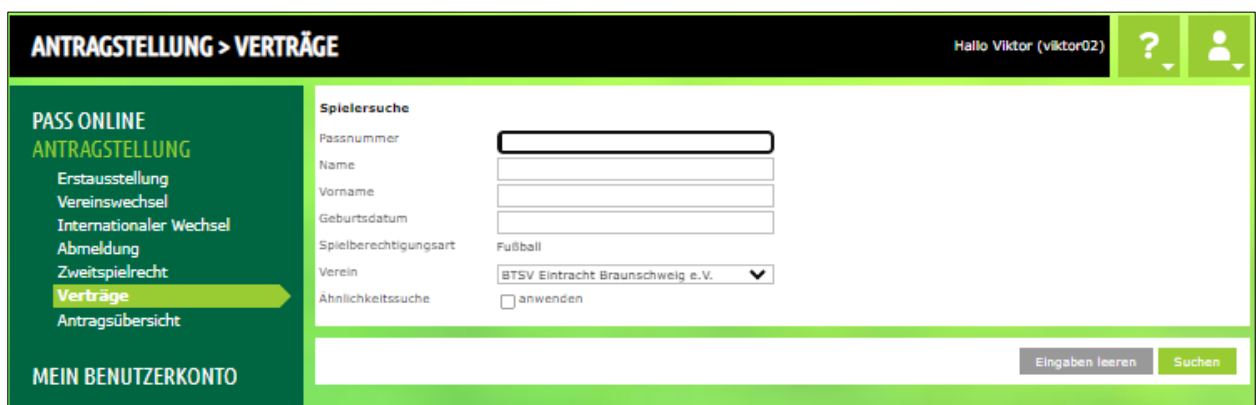 ANTRAGSTELLUNG > VERTRÄGE
Hallo Viktor (viktor02)
?
PASS ONLINE
ANTRAGSTELLUNG
Erstausstellung
Vereinswechsel
Internationaler Wechsel
Abmeldung
Zweitspielrecht
Verträge
Antragsübersicht
MEIN BENUTZERKONTO
Spielersuche
Passnummer
Name
Vorname
Geburtsdatum
Spielberechtigungsart Fußball
Verein BTSV Eintracht Braunschweig e.V.
Ähnlichkeitssuche anwenden
Eingaben leeren Suchen